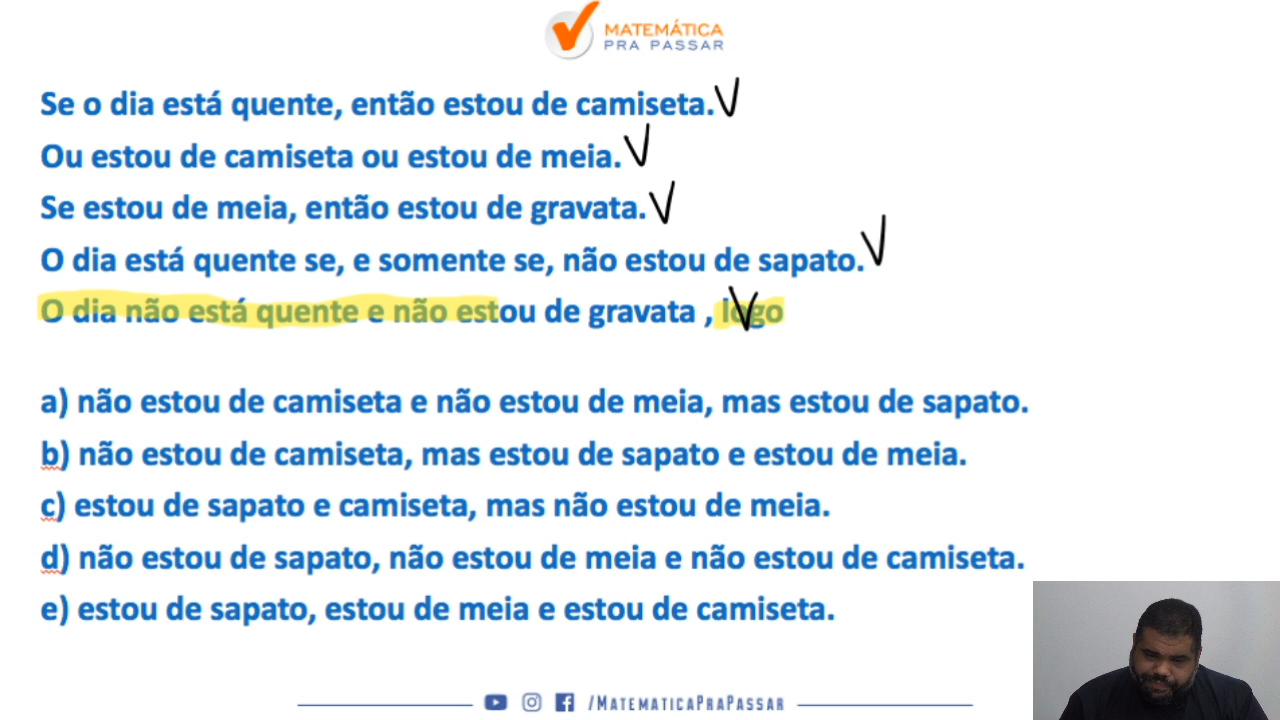 MATEMÁTICA
PRA PASSAR
Se o dia está quente, então estou de camiseta. V
Ou estou de camiseta ou estou de meia. V
Se estou de meia, então estou de gravata. V
O dia está quente se, e somente se, não estou de sapato. V
O dia não está quente e não estou de gravata , logo V
a) não estou de camiseta e não estou de meia, mas estou de sapato.
b) não estou de camiseta, mas estou de sapato e estou de meia.
c) estou de sapato e camiseta, mas não estou de meia.
d) não estou de sapato, não estou de meia e não estou de camiseta.
e) estou de sapato, estou de meia e estou de camiseta.
/MATEMATICAPRAPASSAR